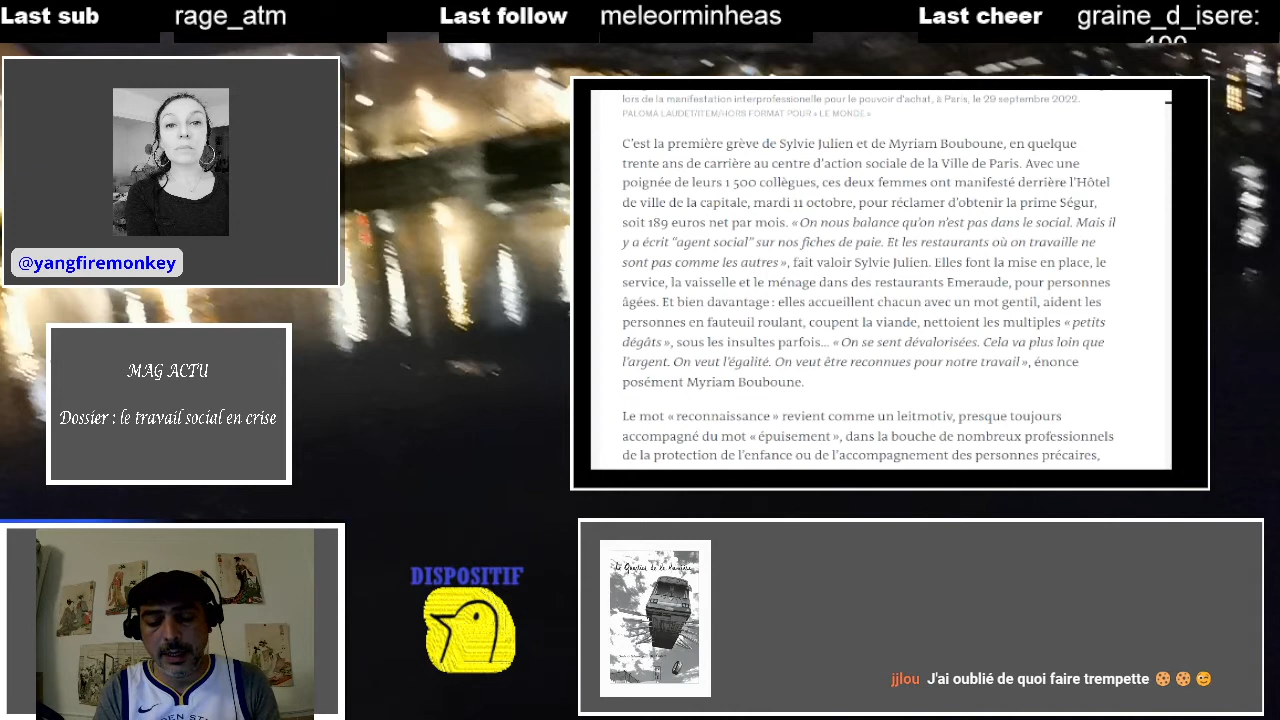 Last sub
rage_atm
Last follow
meleorminheas
Last cheer
graine_d_isere:
100
@yangfiremonkey
MAG ACTU
Dossier : le travail social en crise
lors de la manifestation interprofessionelle pour le pouvoir d'achat, à Paris, le 29 septembre 2022.
PALOMA LAUDET/ITEM/HORS FORMAT POUR « LE MONDE »
C'est la première grève de Sylvie Julien et de Myriam Bouboune, en quelque
trente ans de carrière au centre d'action sociale de la Ville de Paris. Avec une
poignée de leurs 1 500 collègues, ces deux femmes ont manifesté derrière l'Hôtel
de ville de la capitale, mardi 11 octobre, pour réclamer d'obtenir la prime Ségur,
soit 189 euros net par mois. « On nous balance qu'on n'est pas dans le social. Mais il
y a écrit “agent social” sur nos fiches de paie. Et les restaurants où on travaille ne
sont pas comme les autres », fait valoir Sylvie Julien. Elles font la mise en place, le
service, la vaisselle et le ménage dans des restaurants Emeraude, pour personnes
âgées. Et bien davantage : elles accueillent chacun avec un mot gentil, aident les
personnes en fauteuil roulant, coupent la viande, nettoient les multiples « petits
dégâts », sous les insultes parfois… « On se sent dévalorisées. Cela va plus loin que
l'argent. On veut l'égalité. On veut être reconnues pour notre travail », énonce
posément Myriam Bouboune.
Le mot « reconnaissance » revient comme un leitmotiv, presque toujours
accompagné du mot « épuisement », dans la bouche de nombreux professionnels
de la protection de l'enfance ou de l'accompagnement des personnes précaires,
DISPOSITIF
jjlou J'ai oublié de quoi faire trempette 🍪 🍪 😉